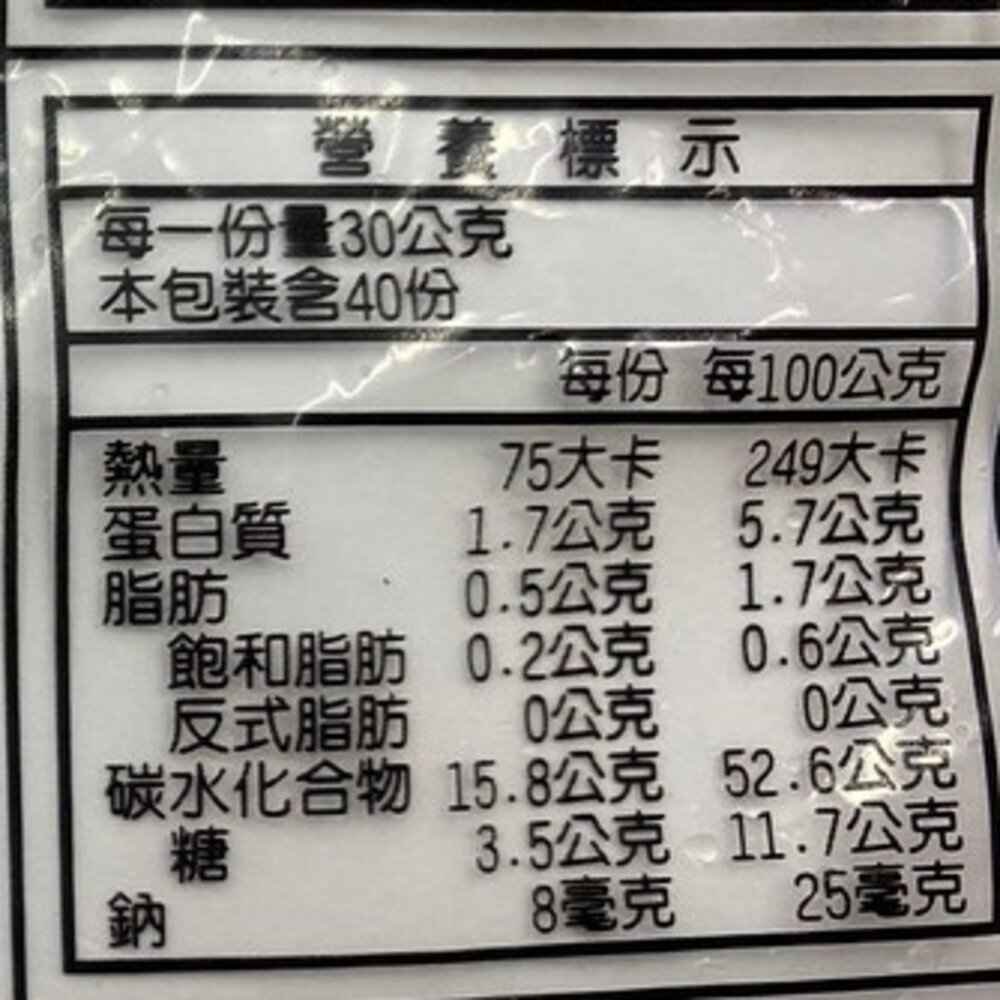 營養標示
每一份量30公克
本包裝含40份
每份 每100公克
熱量 75大卡 249大卡
蛋白質 1.7公克 5.7公克
脂肪 0.5公克 1.7公克
飽和脂肪 0.2公克 0.6公克
反式脂肪 0公克 0公克
碳水化合物 15.8公克 52.6公克
糖 3.5公克 11.7公克
鈉 8毫克 25毫克